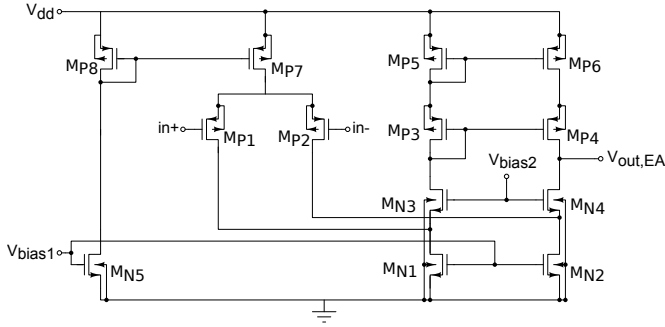 Vdd
MP8
MP7
MP5
MP6
in+
MP1
MP2
in-
MP3
MP4
Vbias2
Vout,EA
MN3
MN4
Vbias1
MN5
MN1
MN2